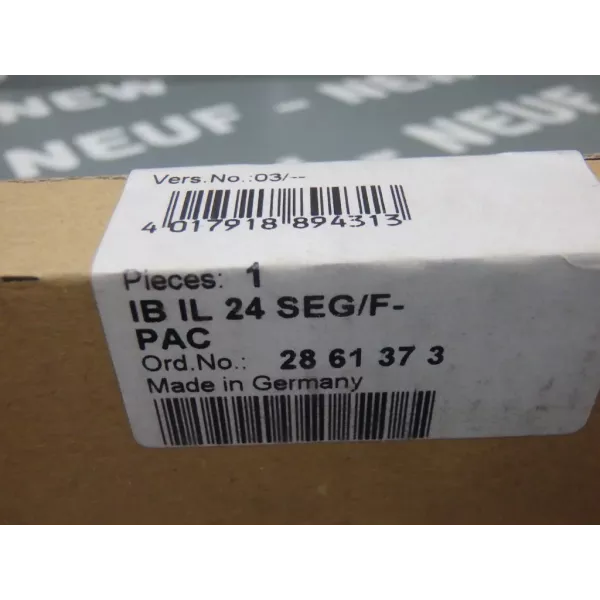 NEW
NEUF - NEW
NEUF
Vers.No.:03/--
4 017918 894313
Pieces: 1
IB IL 24 SEG/F-
PAC
Ord.No.: 28 61 37 3
Made in Germany